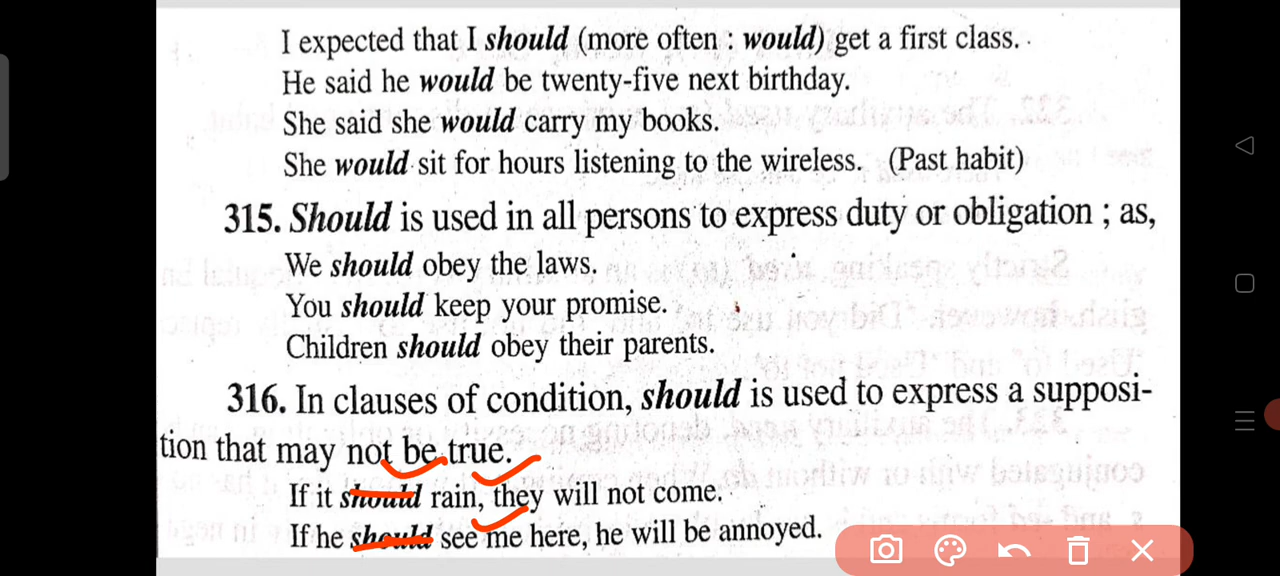 I expected that I should (more often ; would) get a first class.
He said he would be twenty-five next birthday.
She said she would carry my books.
She would sit for hours listening to the wireless. (Past habit)
315. Should is used in all persons to express duty or obligation ; as,
We should obey the laws.
You should keep your promise.
Children should obey their parents.
316. In clauses of condition, should is used to express a supposi-
tion that may not be true.
If it should rain, they will not come.
If he should see me here, he will be annoyed.